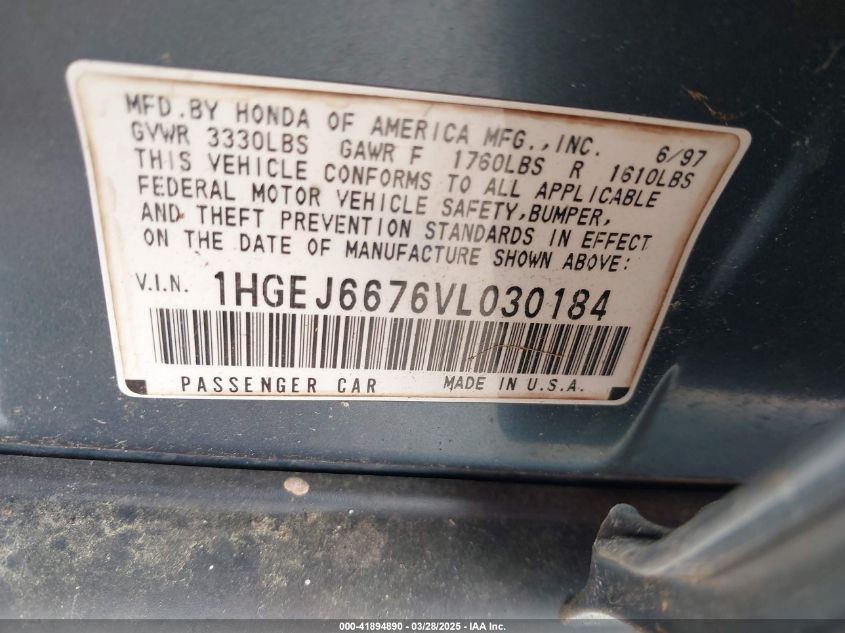 MFD.BY HONDA OF AMERICA MFG.,INC. 6/97
GVWR 3330LBS GAWR F 1760LBS R 1610LBS
THIS VEHICLE CONFORMS TO ALL APPLICABLE
FEDERAL MOTOR VEHICLE SAFETY,BUMPER,
AND THEFT PREVENTION STANDARDS IN EFFECT
ON THE DATE OF MANUFACTURE SHOWN ABOVE:
V.I.N. 1HGEJ6676VL030184
PASSENGER CAR MADE IN U.S.A.
000-41894890 - 03/28/2025 - IAA Inc.